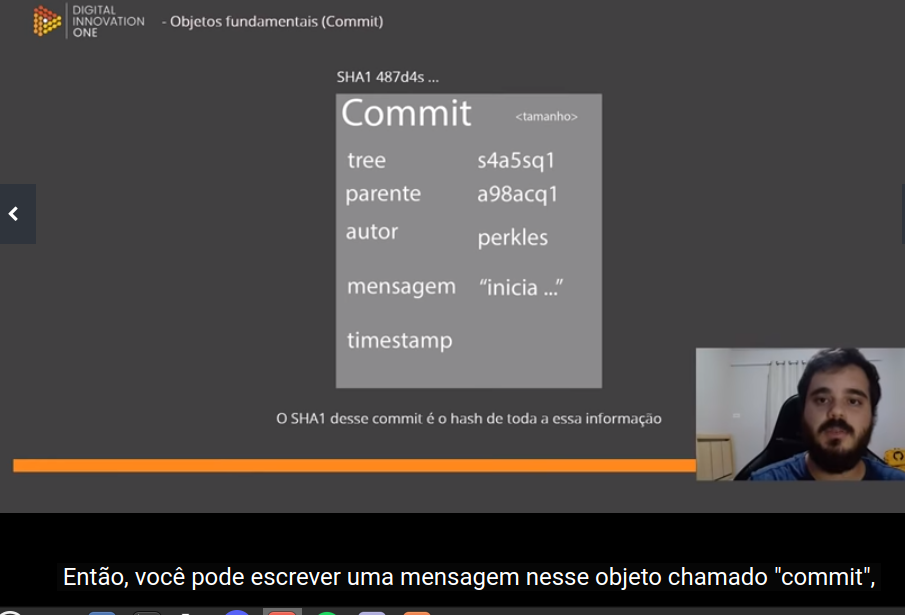 DIGITAL
INNOVATION
ONE
- Objetos fundamentais (Commit)
SHA1 487d4s ...
Commit <tamanho>
tree s4a5sq1
parente a98acq1
autor perkles
mensagem “inicia ...”
timestamp
O SHA1 desse commit é o hash de toda a essa informação
Então, você pode escrever uma mensagem nesse objeto chamado "commit",